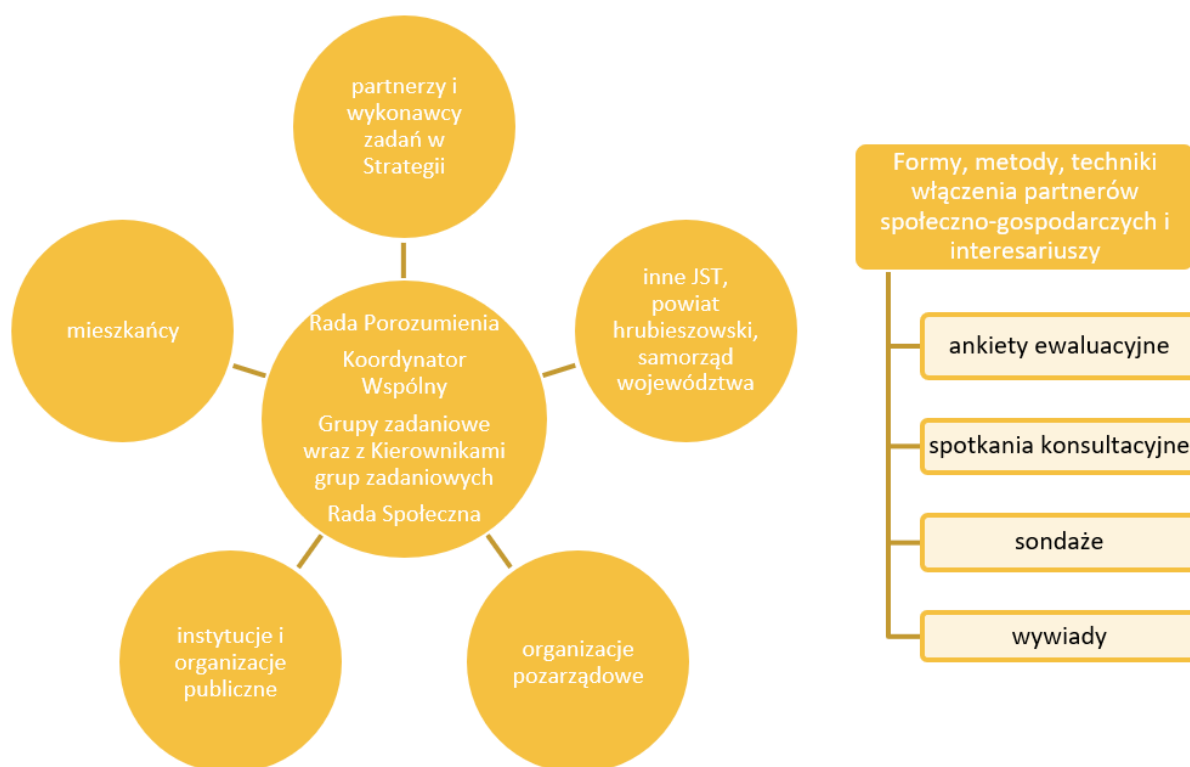 partnerzy i
wykonawcy
zadań w
Strategii
inne JST,
powiat
hrubieszowski,
samorząd
województwa
organizacje
pozarządowe
instytucje i
organizacje
publiczne
mieszkańcy
Rada Porozumienia
Koordynator
Wspólny
Grupy zadaniowe
wraz z Kierownikami
grup zadaniowych
Rada Społeczna
Formy, metody, techniki
włączenia partnerów
społeczno-gospodarczych i
interesariuszy
ankiety ewaluacyjne
spotkania konsultacyjne
sondaże
wywiady